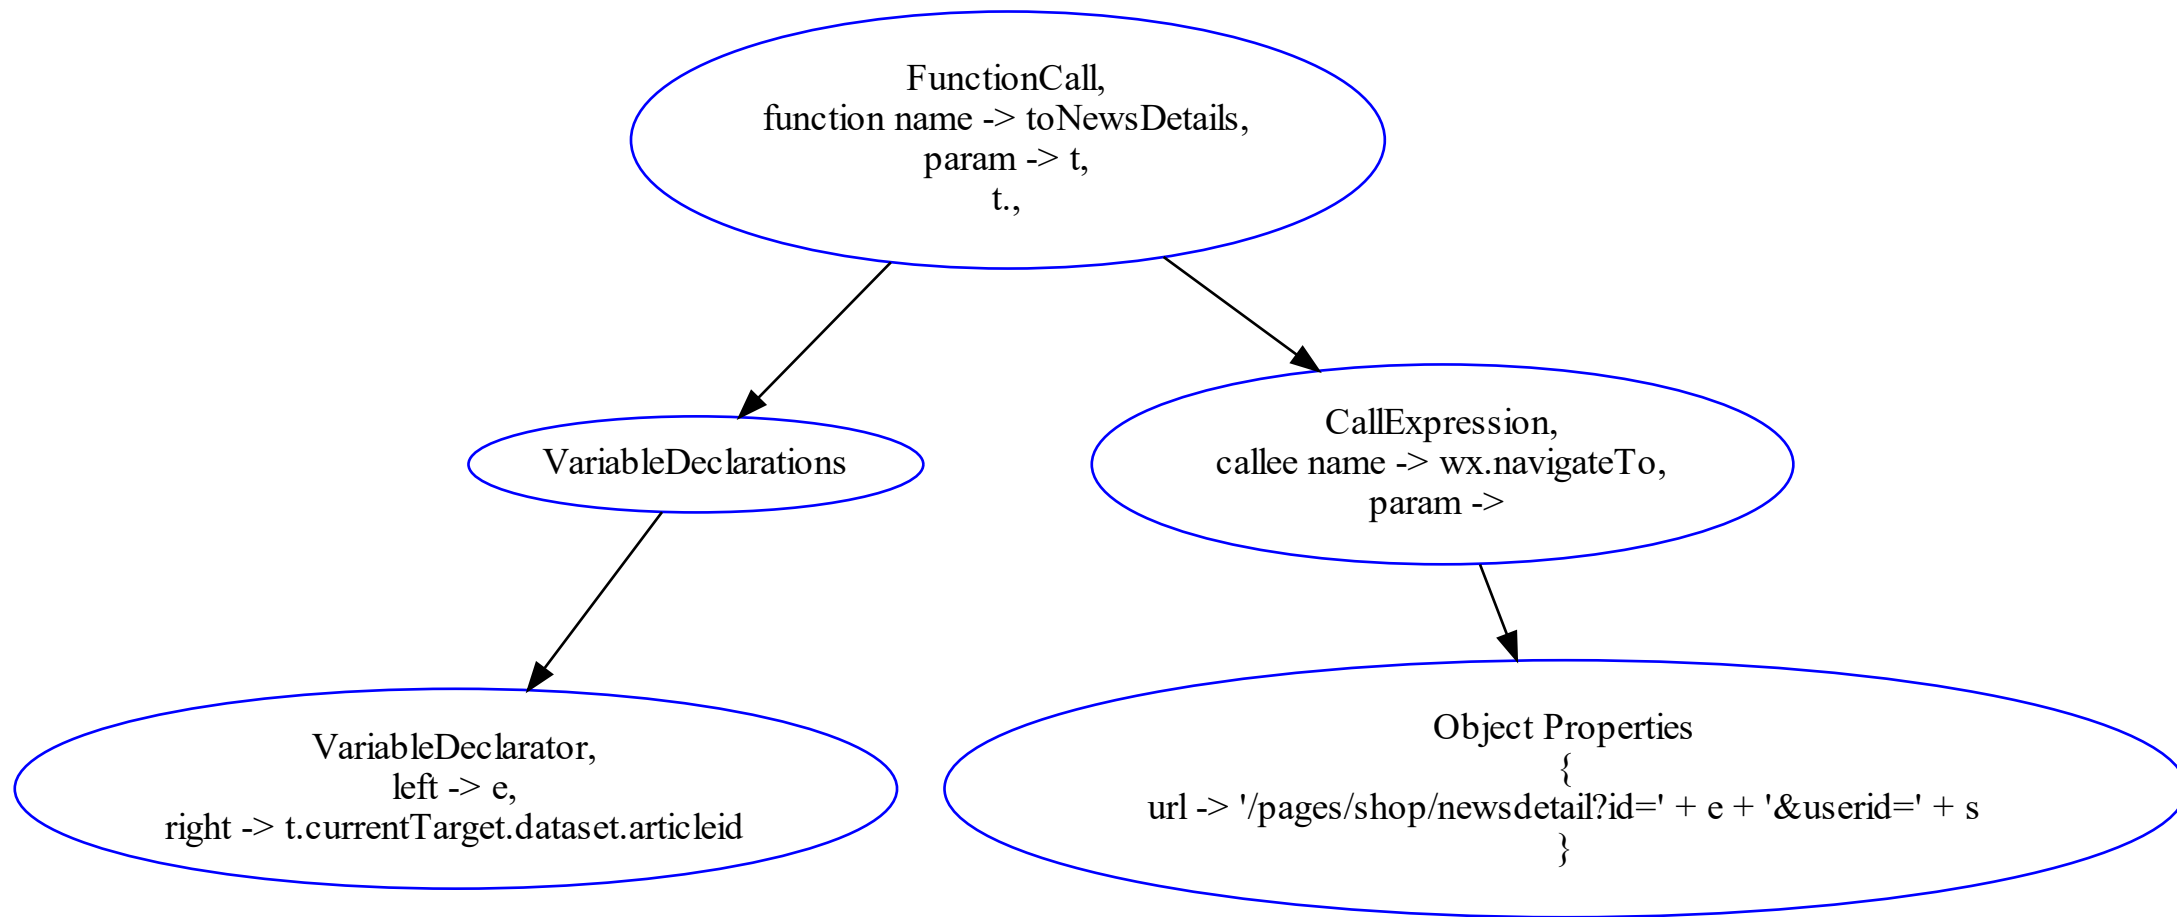 FunctionCall,
function name -> toNewsDetails,
param -> t,
t.,
VariableDeclarations
CallExpression,
callee name -> wx.navigateTo,
param ->
VariableDeclarator,
left -> e,
right -> t.currentTarget.dataset.articleid
Object Properties
{
url -> '/pages/shop/newsdetail?id=' + e + '&userid=' + s
}